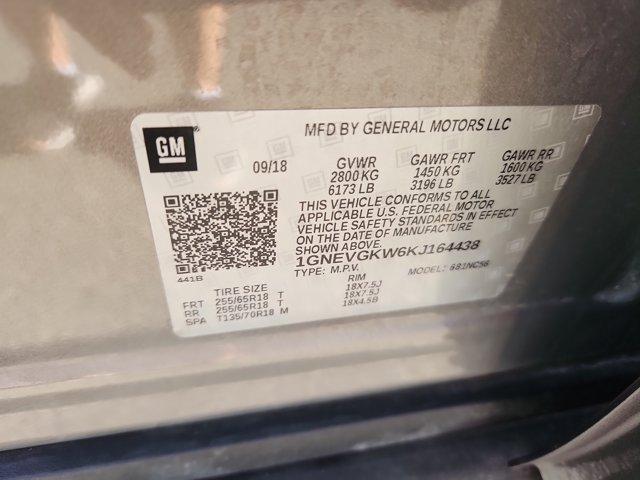 GM
MFD BY GENERAL MOTORS LLC
09/18 GVWR GAWR FRT GAWR RR
2800 KG 1450 KG 1600 KG
6173 LB 3196 LB 3527 LB
THIS VEHICLE CONFORMS TO ALL
APPLICABLE U.S. FEDERAL MOTOR
VEHICLE SAFETY STANDARDS IN EFFECT
ON THE DATE OF MANUFACTURE
SHOWN ABOVE.
1GNEVGKW6KJ164438
441B
TYPE: M.P.V. MODEL: 681NC56
TIRE SIZE RIM
FRT 255/65R18 T 18X7.5J
RR 255/65R18 T 18X7.5J
SPA T135/70R18 M 18X4.5B